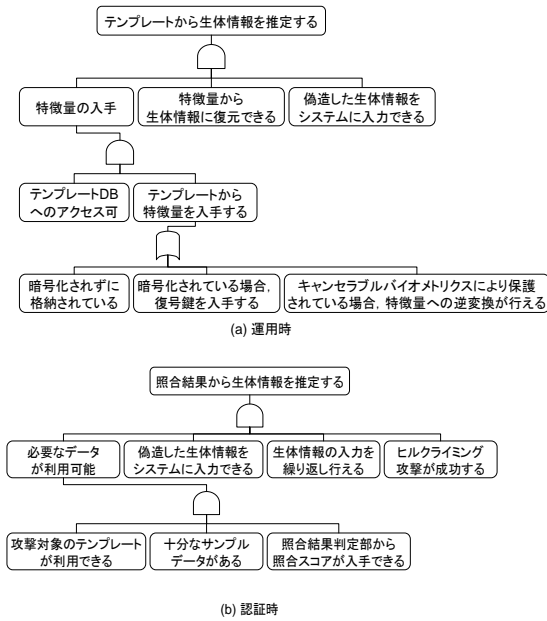 テンプレートから生体情報を推定する
特徴量の入手
特徴量から
生体情報に復元できる
偽造した生体情報を
システムに入力できる
テンプレートDB
へのアクセス可
テンプレートから
特徴量を入手する
暗号化されずに
格納されている
暗号化されている場合,
復号鍵を入手する
キャンセラブルバイオメトリクスにより保護
されている場合, 特徴量への逆変換が行える
(a) 運用時
照合結果から生体情報を推定する
必要なデータ
が利用可能
偽造した生体情報を
システムに入力できる
生体情報の入力を
繰り返し行える
ヒルクライミング
攻撃が成功する
攻撃対象のテンプレート
が利用できる
十分なサンプル
データがある
照合結果判定部から
照合スコアが入手できる
(b) 認証時